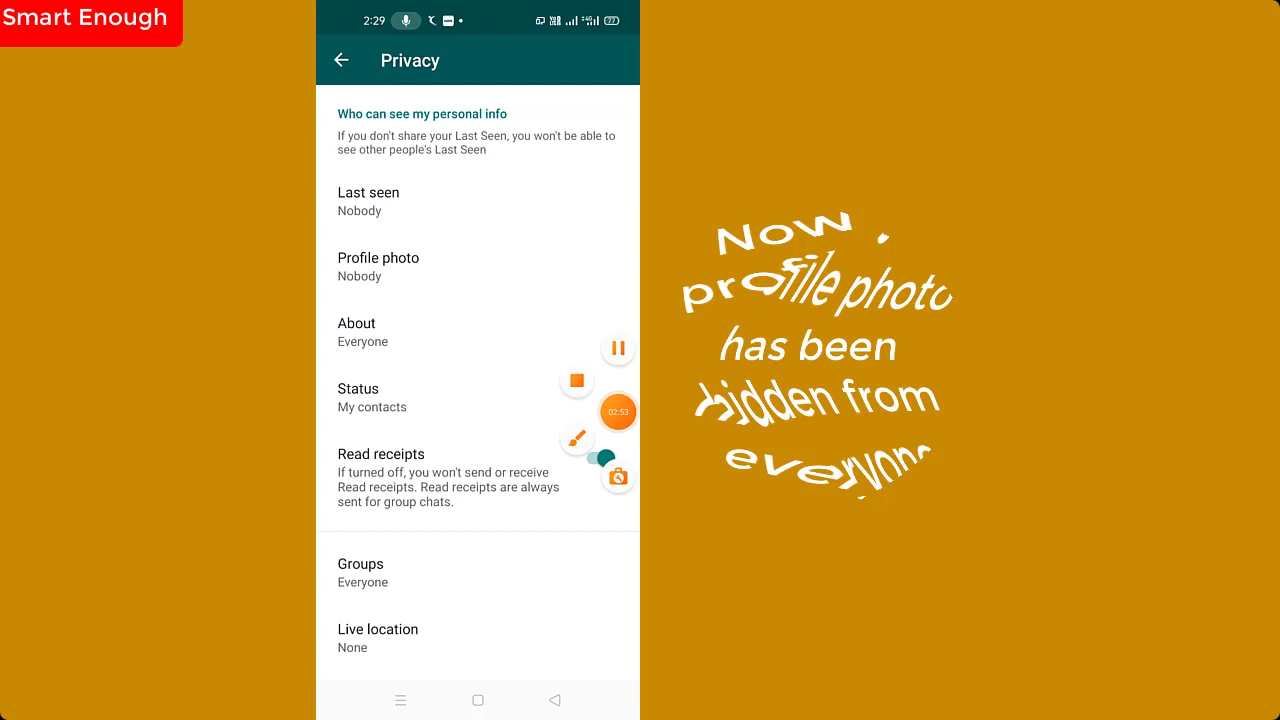 Smart Enough
2:29
77
Privacy
Who can see my personal info
If you don't share your Last Seen, you won't be able to
see other people's Last Seen
Last seen
Nobody
Profile photo
Nobody
About
Everyone
Status
My contacts
02:53
Read receipts
If turned off, you won't send or receive
Read receipts. Read receipts are always
sent for group chats.
Groups
Everyone
Live location
None
Now ,
profile photo
has been
hidden from
everyone